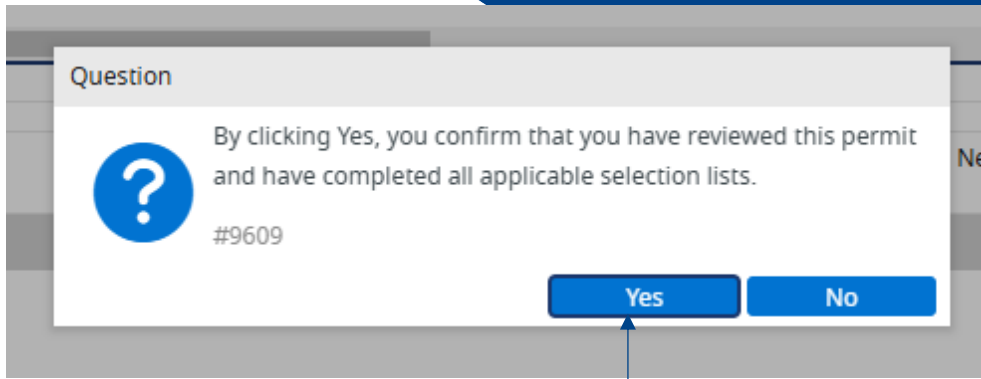 Question
By clicking Yes, you confirm that you have reviewed this permit
and have completed all applicable selection lists.
#9609
Yes
No